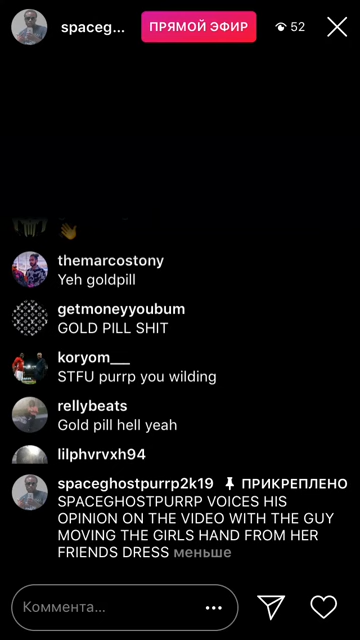 spaceg...
ПРЯМОЙ ЭФИР
52
themarcostony
Yeh goldpill
getmoneyyoubum
GOLD PILL SHIT
koryom___
STFU purrp you wilding
rellybeats
Gold pill hell yeah
lilphvrvxh94
spaceghostpurrp2k19 ПРИКРЕПЛЕНО
SPACEGHOSTPURRP VOICES HIS
OPINION ON THE VIDEO WITH THE GUY
MOVING THE GIRLS HAND FROM HER
FRIENDS DRESS меньше
Коммента...